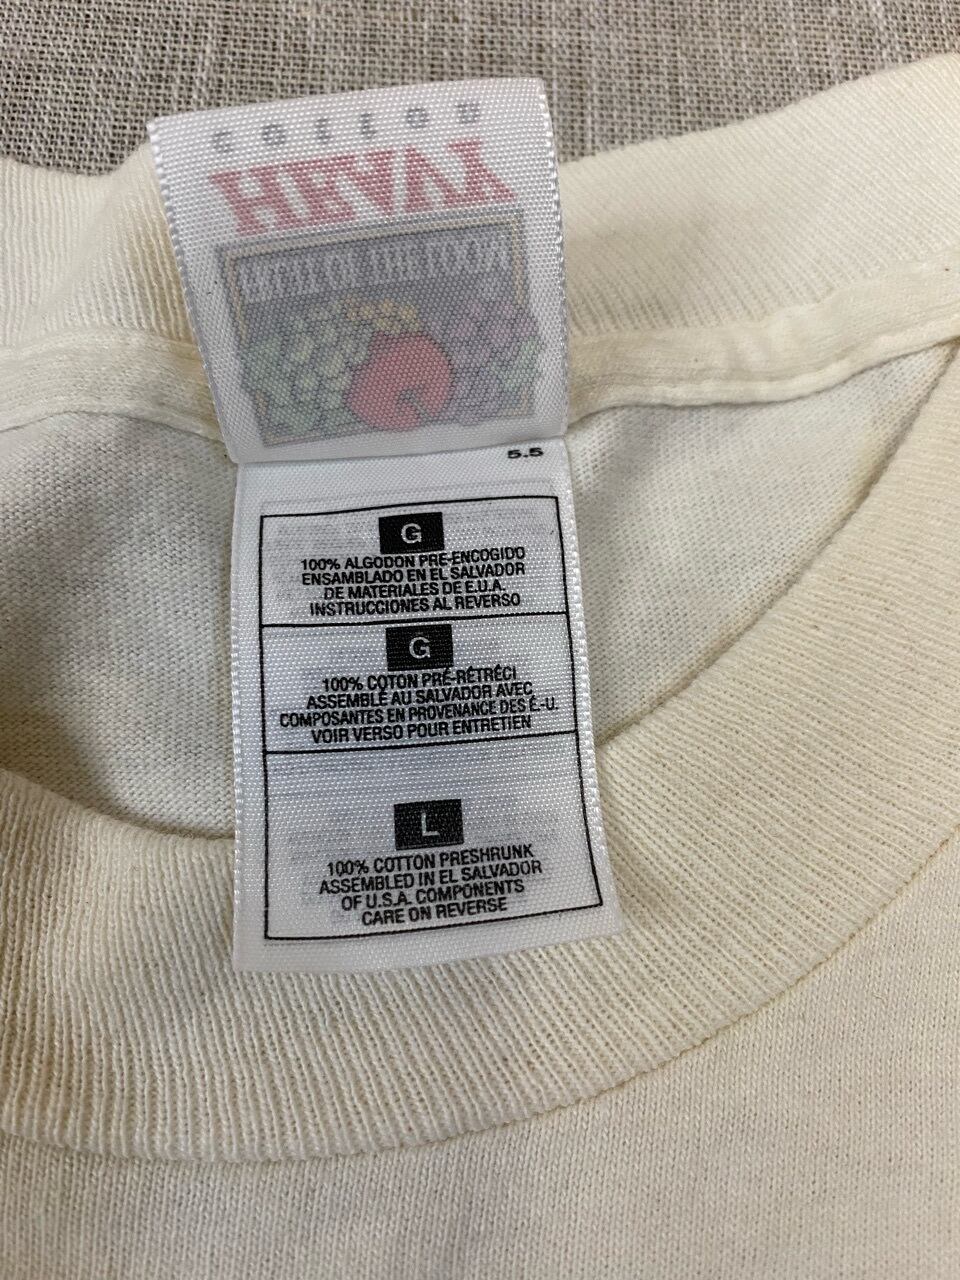 COTTON
HEAVY
FRUIT OF THE LOOM
5.5
G
100% ALGODON PRE-ENCOGIDO
ENSAMBLADO EN EL SALVADOR
DE MATERIALES DE E.U.A.
INSTRUCCIONES AL REVERSO
G
100% COTON PRÉ-RÉTRÉCI
ASSEMBLÉ AU SALVADOR AVEC
COMPOSANTES EN PROVENANCE DES É.-U.
VOIR VERSO POUR ENTRETIEN
L
100% COTTON PRESHRUNK
ASSEMBLED IN EL SALVADOR
OF U.S.A. COMPONENTS
CARE ON REVERSE